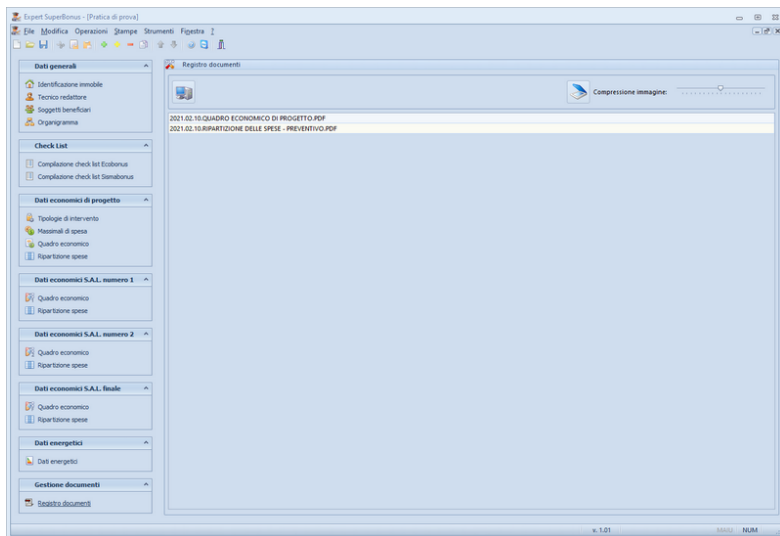 Expert SuperBonus - [Pratica di prova]
File Modifica Operazioni Stampe Strumenti Finestra ?
Dati generali
Identificazione immobile
Tecnico redattore
Soggetti beneficiari
Organigramma
Check List
Compilazione check list Ecobonus
Compilazione check list Sismabonus
Dati economici di progetto
Tipologie di intervento
Massimali di spesa
Quadro economico
Ripartizione spese
Dati economici S.A.L. numero 1
Quadro economico
Ripartizione spese
Dati economici S.A.L. numero 2
Quadro economico
Ripartizione spese
Dati economici S.A.L. finale
Quadro economico
Ripartizione spese
Dati energetici
Dati energetici
Gestione documenti
Registro documenti
Registro documenti
Compressione immagine:
2021.02.10.QUADRO ECONOMICO DI PROGETTO.PDF
2021.02.10.RIPARTIZIONE DELLE SPESE - PREVENTIVO.PDF
v. 1.01
NUM